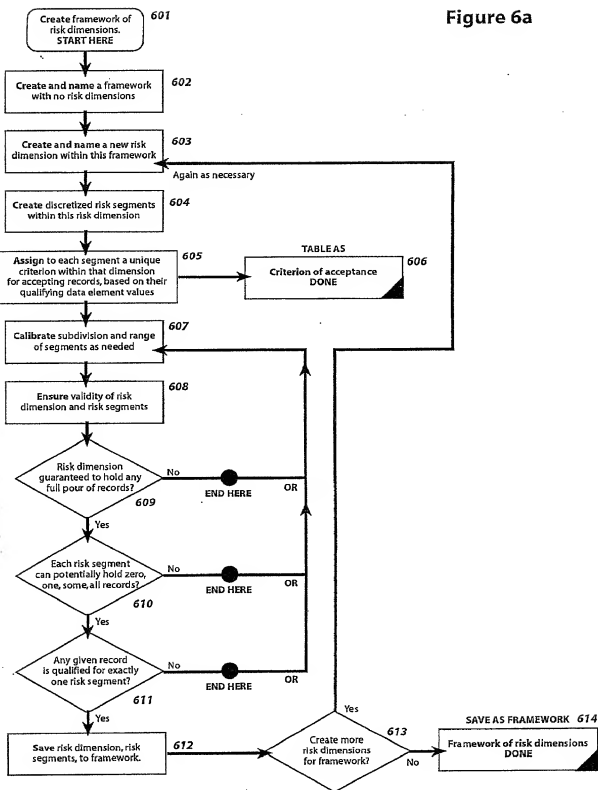 Figure 6a
Create framework of
risk dimensions.
START HERE
601
Create and name a framework
with no risk dimensions
602
Create and name a new risk
dimension within this framework
603
Again as necessary
Create discretized risk segments
within this risk dimension
604
Assign to each segment a unique
criterion within that dimension
for accepting records, based on their
qualifying data element values
605
TABLE AS
Criterion of acceptance
DONE
606
Calibrate subdivision and range
of segments as needed
607
Ensure validity of risk
dimension and risk segments
608
Risk dimension
guaranteed to hold any
full pour of records?
609
No
END HERE
OR
Yes
Each risk segment
can potentially hold zero,
one, some, all records?
610
No
END HERE
OR
Yes
Any given record
is qualified for exactly
one risk segment?
611
No
END HERE
OR
Yes
Save risk dimension, risk
segments, to framework.
612
Yes
Create more
risk dimensions
for framework?
613
No
SAVE AS FRAMEWORK 614
Framework of risk dimensions
DONE